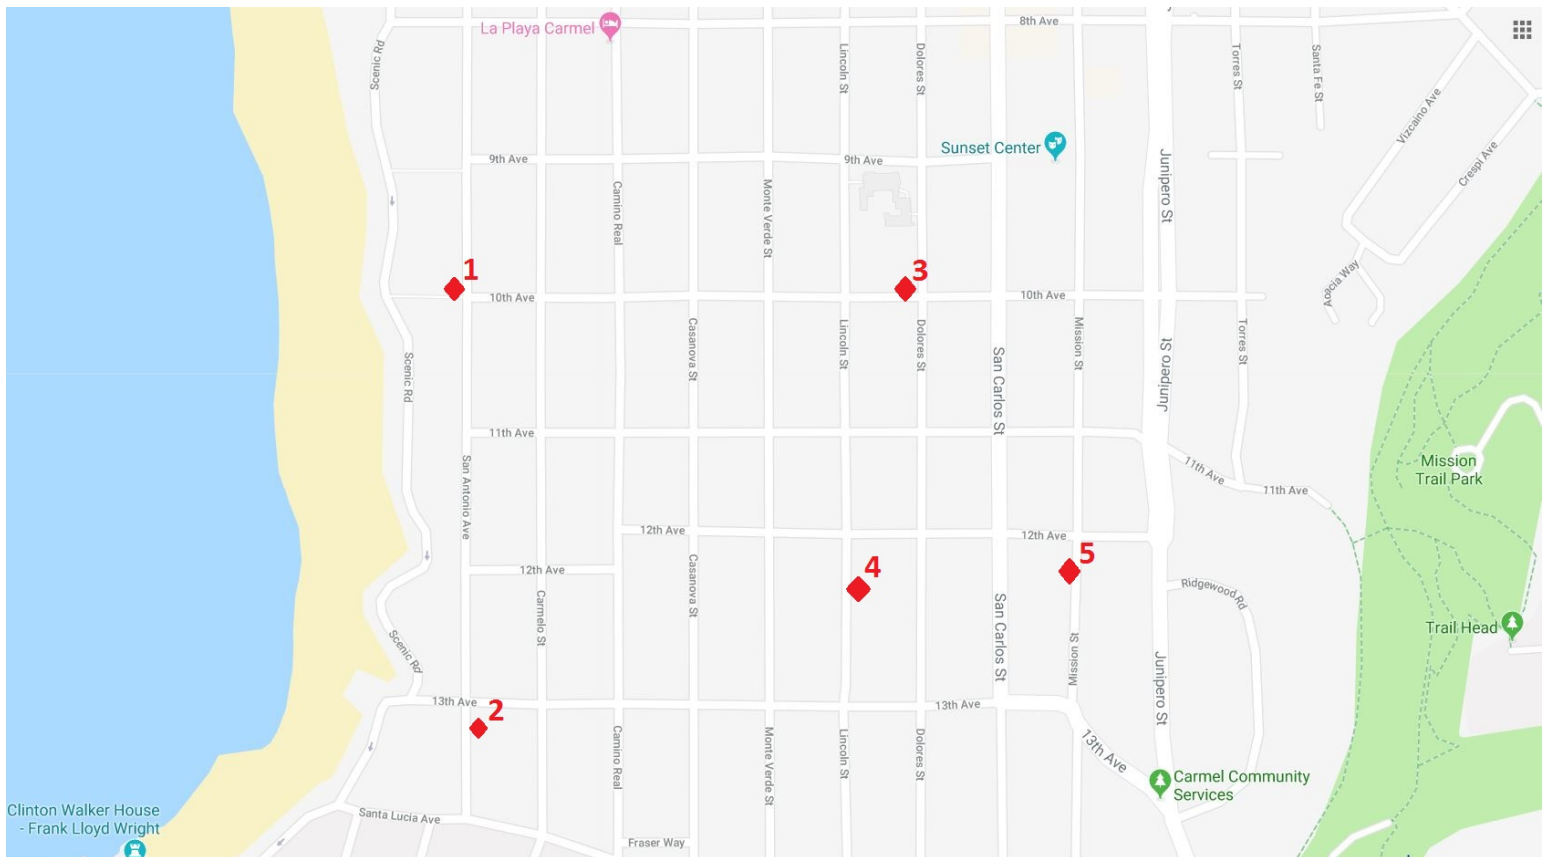 8th Ave
La Playa Carmel
Scenic Rd
Lincoln St
Dolores St
Torres St
Santa Fe St
Vizcaino Ave
Crespi Ave
Sunset Center
9th Ave
9th Ave
Junipero St
Camino Real
Monte Verde St
1
3
Acacia Way
10th Ave
10th Ave
Scenic Rd
Casanova St
Lincoln St
Dolores St
San Carlos St
Mission St
Junipero St
Torres St
11th Ave
11th Ave
11th Ave
Mission
Trail Park
San Antonio Ave
12th Ave
12th Ave
12th Ave
4
5
Casanova St
Carmelo St
San Carlos St
Ridgewood Rd
Trail Head
Scenic Rd
Mission St
Junipero St
13th Ave
2
13th Ave
Camino Real
Monte Verde St
Lincoln St
Dolores St
13th Ave
Carmel Community
Services
Clinton Walker House
- Frank Lloyd Wright
Santa Lucia Ave
Fraser Way